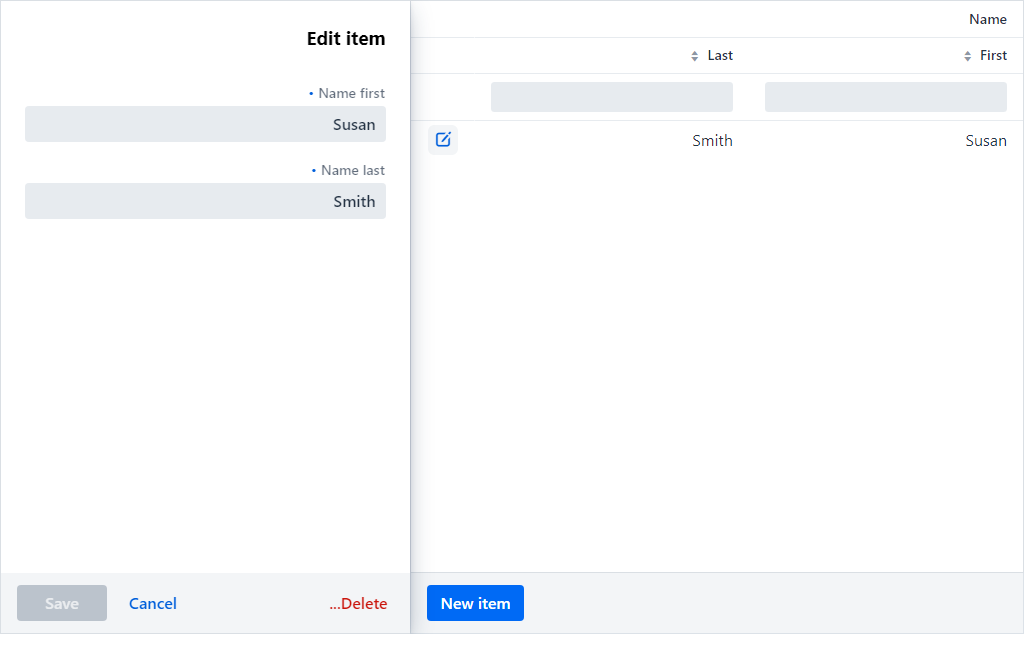 Edit item
• Name first
Susan
• Name last
Smith
Save Cancel ...Delete
Name
Last First
Smith Susan
New item